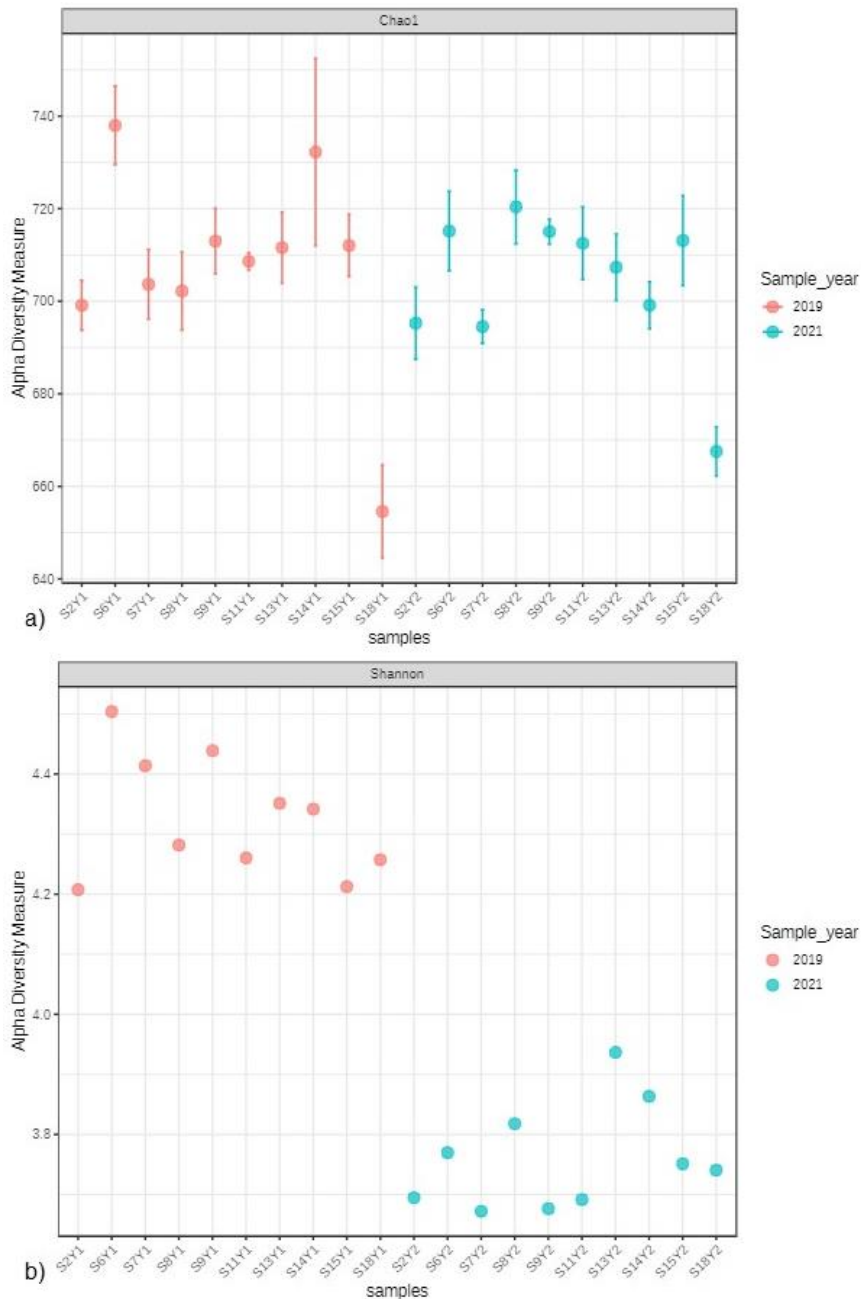 Chao1
Alpha Diversity Measure
740
720
700
680
660
640
S2Y1 S6Y1 S7Y1 S8Y1 S9Y1 S11Y1 S13Y1 S14Y1 S15Y1 S18Y1 S2Y2 S6Y2 S7Y2 S8Y2 S9Y2 S11Y2 S13Y2 S14Y2 S15Y2 S18Y2
samples
Sample_year
2019
2021
a)
Shannon
Alpha Diversity Measure
4.4
4.2
4.0
3.8
S2Y1 S6Y1 S7Y1 S8Y1 S9Y1 S11Y1 S13Y1 S14Y1 S15Y1 S18Y1 S2Y2 S6Y2 S7Y2 S8Y2 S9Y2 S11Y2 S13Y2 S14Y2 S15Y2 S18Y2
samples
Sample_year
2019
2021
b)